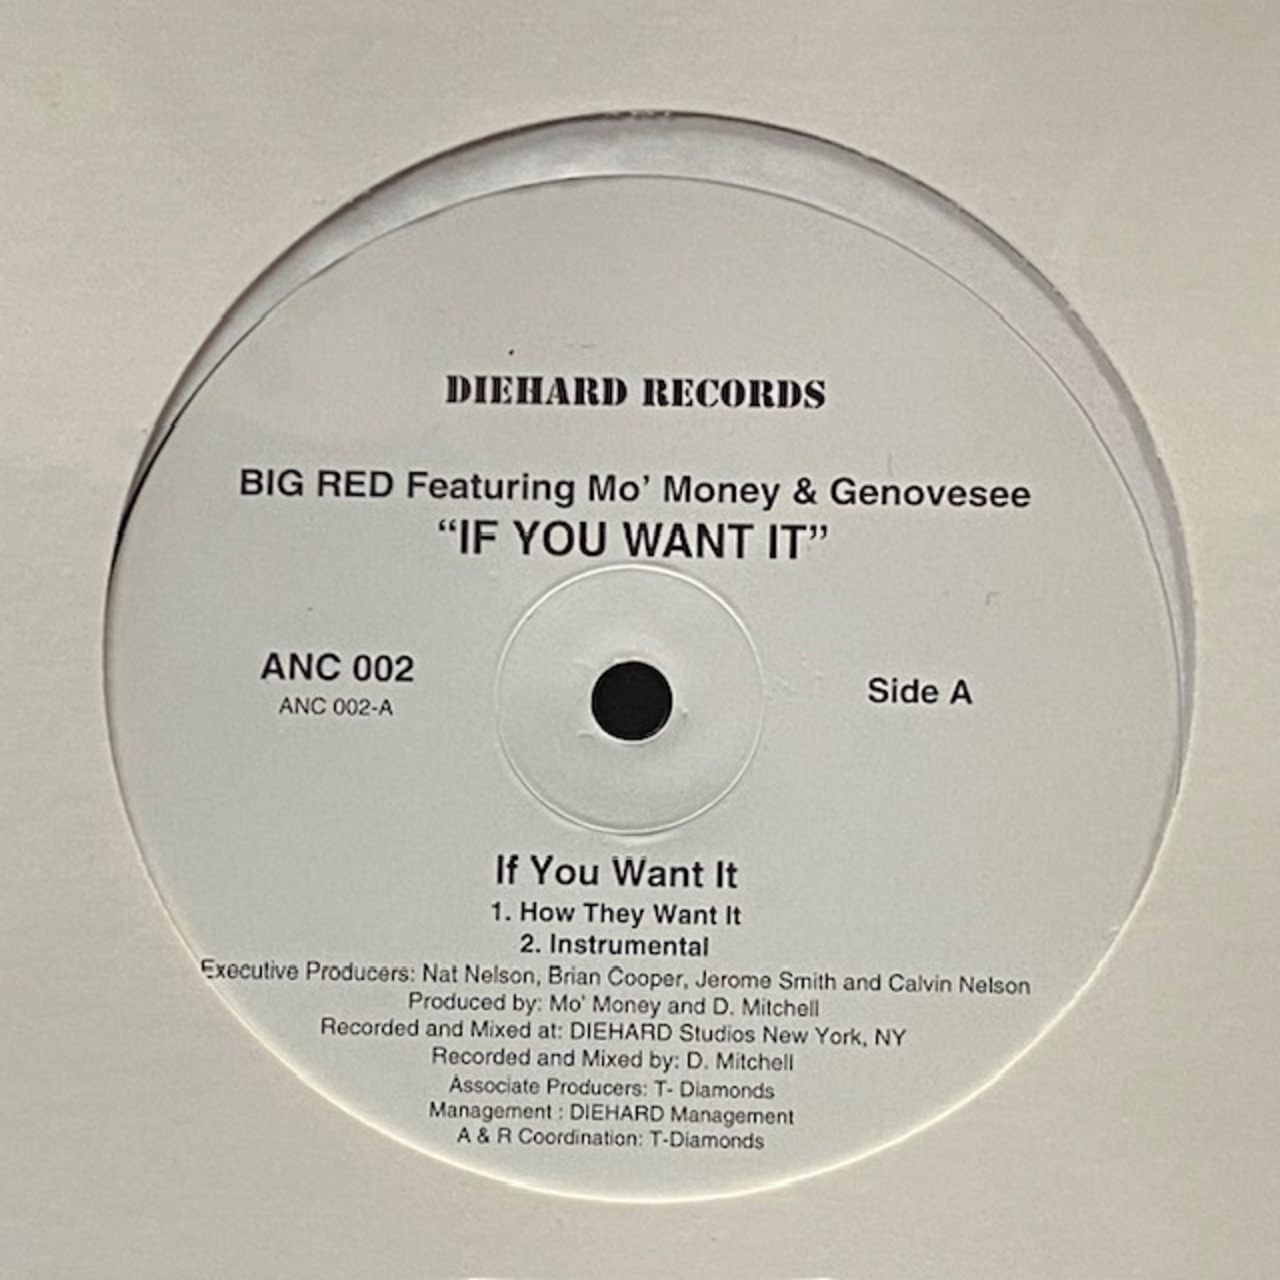 DIEHARD RECORDS
BIG RED Featuring Mo' Money & Genovesee
“IF YOU WANT IT”
ANC 002
ANC 002-A
Side A
If You Want It
1. How They Want It
2. Instrumental
Executive Producers: Nat Nelson, Brian Cooper, Jerome Smith and Calvin Nelson
Produced by: Mo' Money and D. Mitchell
Recorded and Mixed at: DIEHARD Studios New York, NY
Recorded and Mixed by: D. Mitchell
Associate Producers: T- Diamonds
Management : DIEHARD Management
A & R Coordination: T-Diamonds